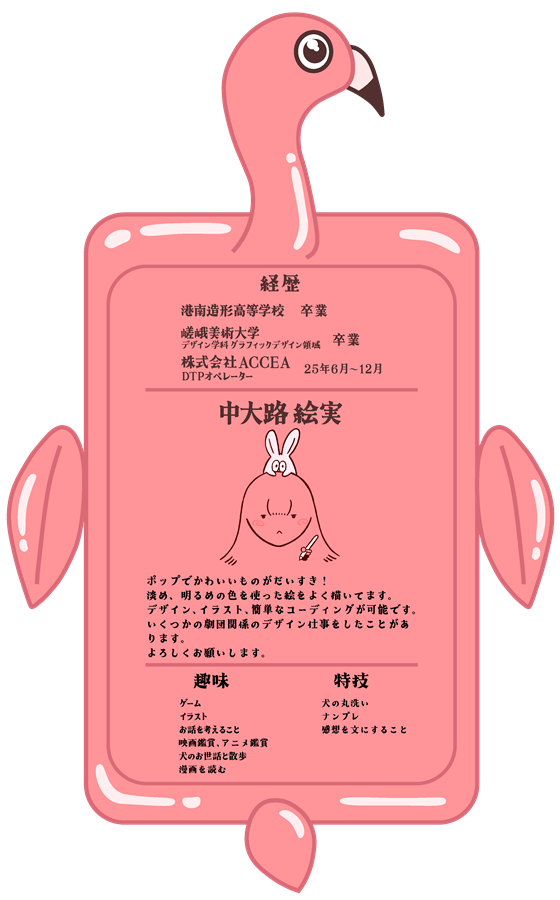 経歴
港南造形高等学校　卒業
嵯峨美術大学
デザイン学科 グラフィックデザイン領域　卒業
株式会社ACCEA
DTPオペレーター　25年6月~12月
中大路 絵実
ポップでかわいいものがだいすき！
淡め、明るめの色を使った絵をよく描いてます。
デザイン、イラスト、簡単なコーディングが可能です。
いくつかの劇団関係のデザイン仕事をしたことがあ
ります。
よろしくお願いします。
趣味
ゲーム
イラスト
お話を考えること
映画鑑賞、アニメ鑑賞
犬のお世話と散歩
漫画を読む
特技
犬の丸洗い
ナンプレ
感想を文にすること